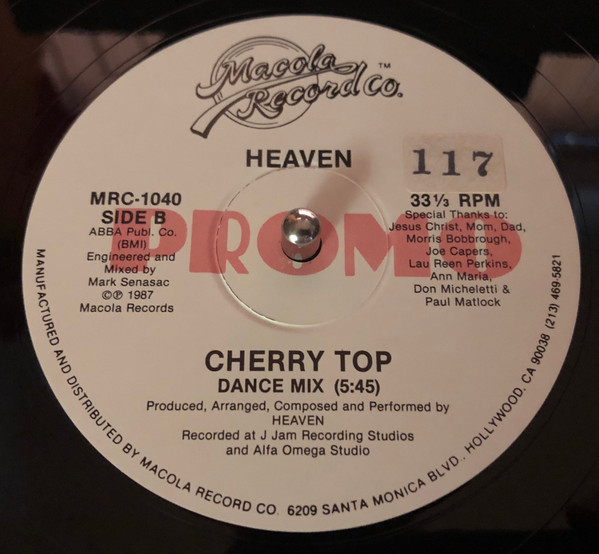 Macola
Record co.™
HEAVEN
117
MRC-1040
SIDE B
ABBA Publ. Co.
(BMI)
Engineered and
Mixed by
Mark Senasac
©℗ 1987
Macola Records
33⅓ RPM
Special Thanks to:
Jesus Christ, Mom, Dad,
Morris Bobbrough,
Joe Capers,
Lau Reen Perkins,
Ann Maria,
Don Micheletti &
Paul Matlock
PROMO
CHERRY TOP
DANCE MIX (5:45)
Produced, Arranged, Composed and Performed by
HEAVEN
Recorded at J Jam Recording Studios
and Alfa Omega Studio
MANUFACTURED AND DISTRIBUTED BY MACOLA RECORD CO. 6209 SANTA MONICA BLVD., HOLLYWOOD, CA 90038 (213) 469-5821